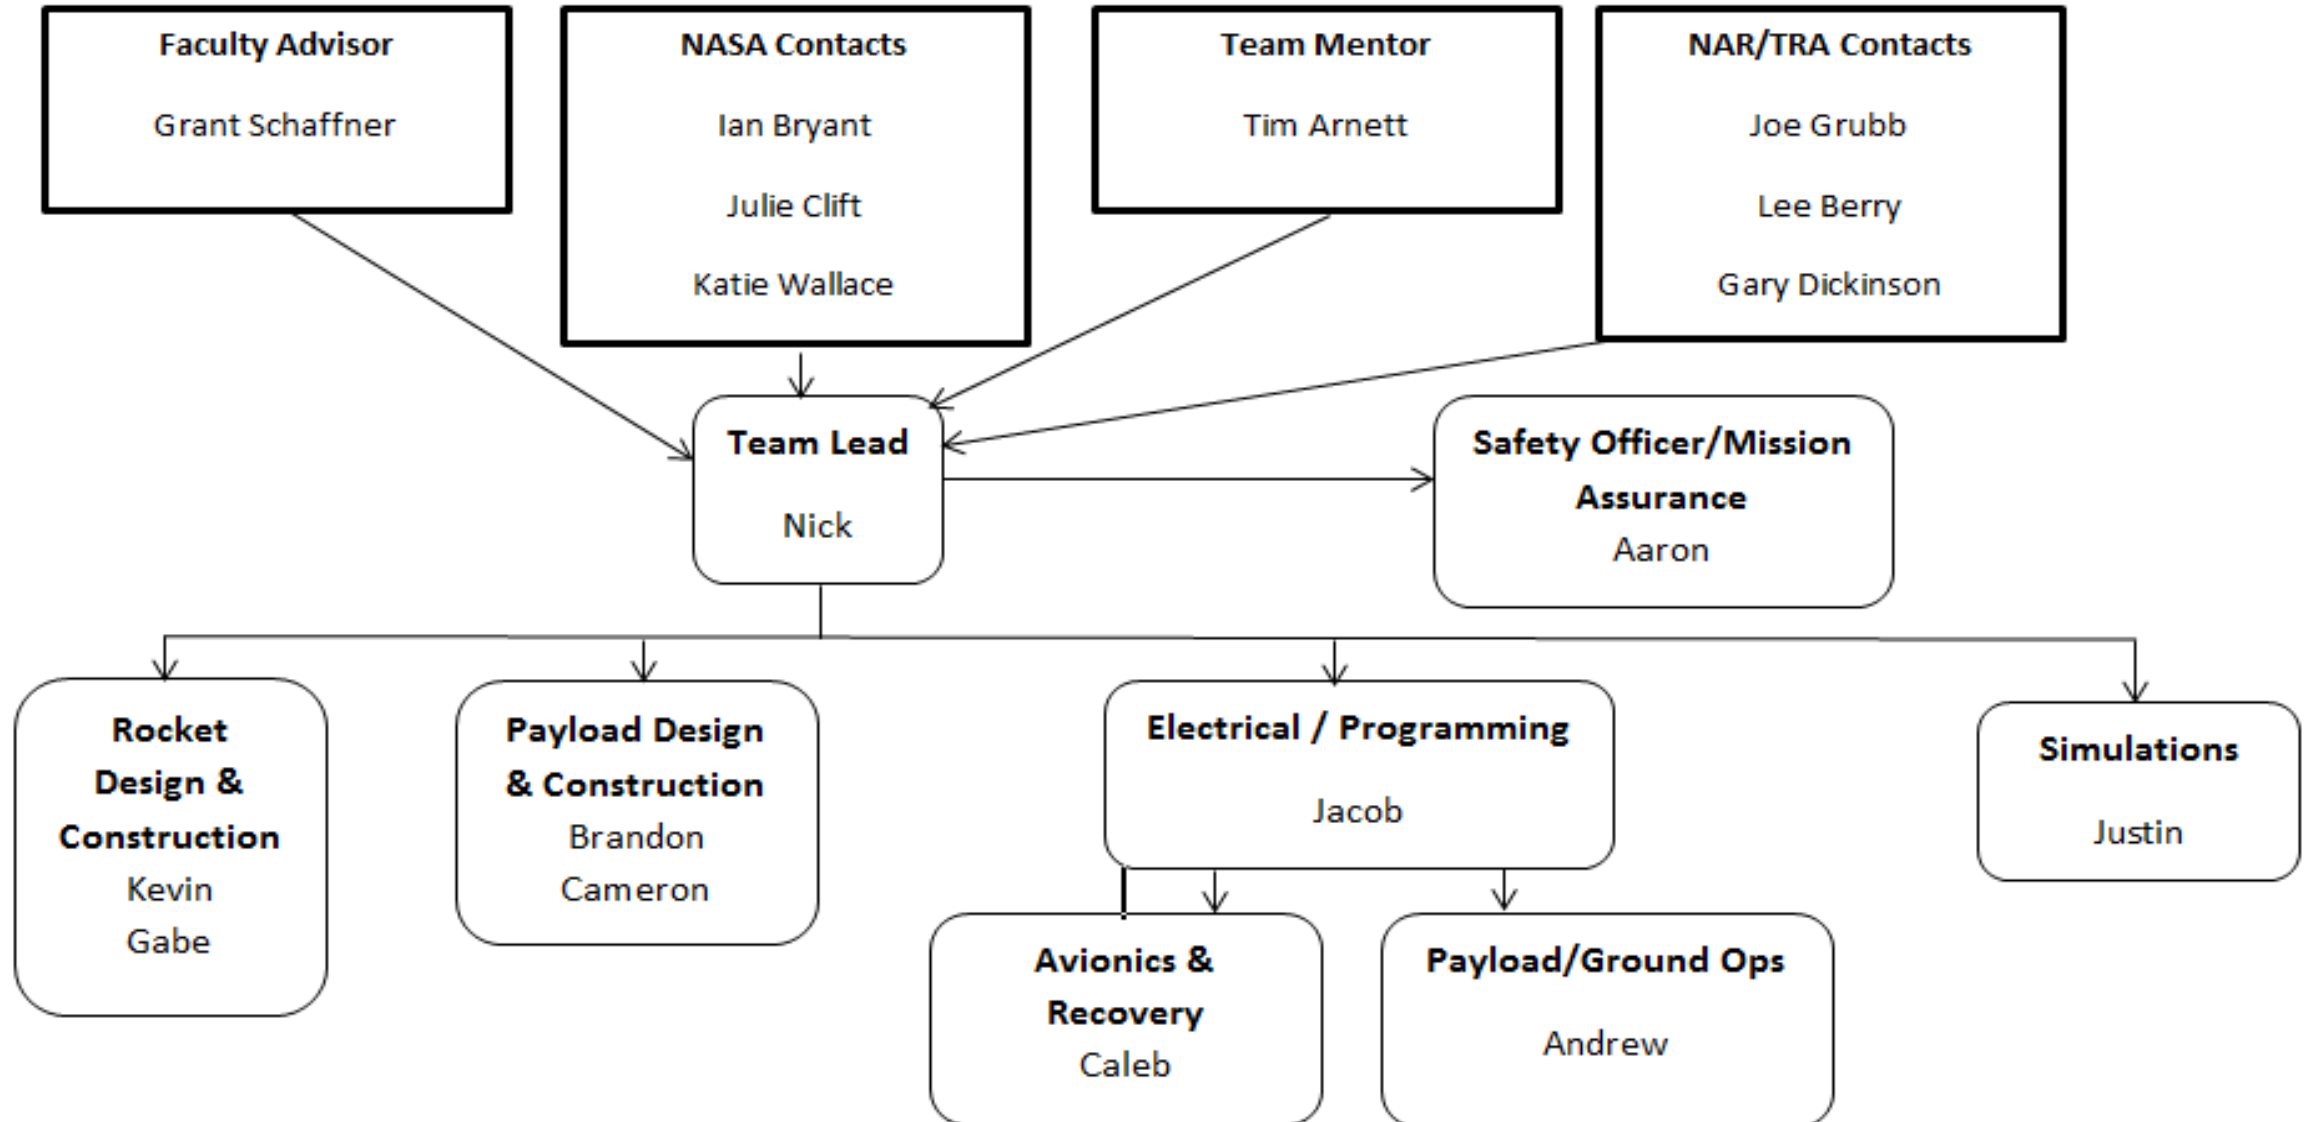 Faculty Advisor
Grant Schaffner
NASA Contacts
Ian Bryant
Julie Clift
Katie Wallace
Team Mentor
Tim Arnett
NAR/TRA Contacts
Joe Grubb
Lee Berry
Gary Dickinson
Team Lead
Nick
Safety Officer/Mission
Assurance
Aaron
Rocket
Design &
Construction
Kevin
Gabe
Payload Design
& Construction
Brandon
Cameron
Electrical / Programming
Jacob
Simulations
Justin
Avionics &
Recovery
Caleb
Payload/Ground Ops
Andrew